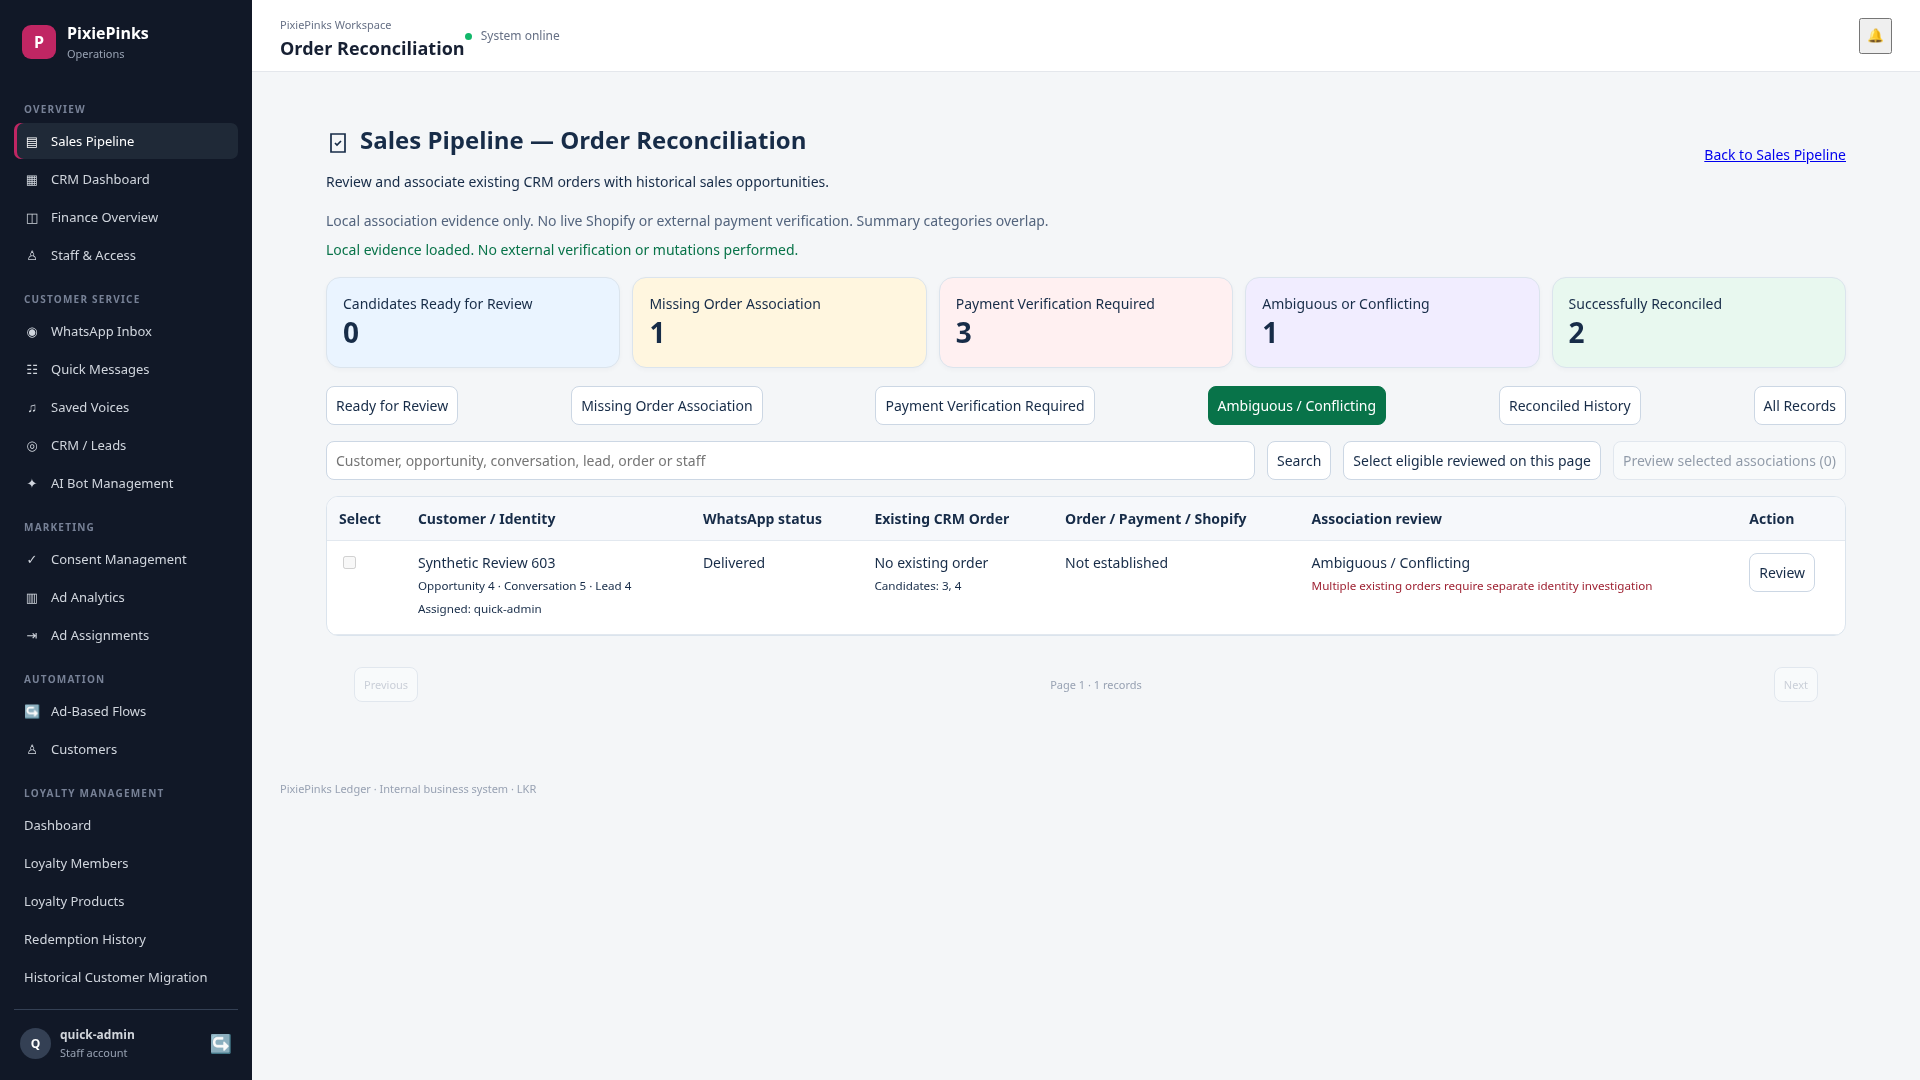 P
PixiePinks
Operations
OVERVIEW
Sales Pipeline
CRM Dashboard
Finance Overview
Staff & Access
CUSTOMER SERVICE
WhatsApp Inbox
Quick Messages
Saved Voices
CRM / Leads
AI Bot Management
MARKETING
Consent Management
Ad Analytics
Ad Assignments
AUTOMATION
Ad-Based Flows
Customers
LOYALTY MANAGEMENT
Dashboard
Loyalty Members
Loyalty Products
Redemption History
Historical Customer Migration
Q
quick-admin
Staff account
PixiePinks Workspace
Order Reconciliation
System online
Sales Pipeline — Order Reconciliation
Back to Sales Pipeline
Review and associate existing CRM orders with historical sales opportunities.
Local association evidence only. No live Shopify or external payment verification. Summary categories overlap.
Local evidence loaded. No external verification or mutations performed.
Candidates Ready for Review
0
Missing Order Association
1
Payment Verification Required
3
Ambiguous or Conflicting
1
Successfully Reconciled
2
Ready for Review
Missing Order Association
Payment Verification Required
Ambiguous / Conflicting
Reconciled History
All Records
Customer, opportunity, conversation, lead, order or staff
Search
Select eligible reviewed on this page
Preview selected associations (0)
Select Customer / Identity WhatsApp status Existing CRM Order Order / Payment / Shopify Association review Action
Synthetic Review 603 Delivered No existing order Not established Ambiguous / Conflicting Review
Opportunity 4 · Conversation 5 · Lead 4 Candidates: 3, 4 Multiple existing orders require separate identity investigation
Assigned: quick-admin
Previous
Page 1 · 1 records
Next
PixiePinks Ledger · Internal business system · LKR